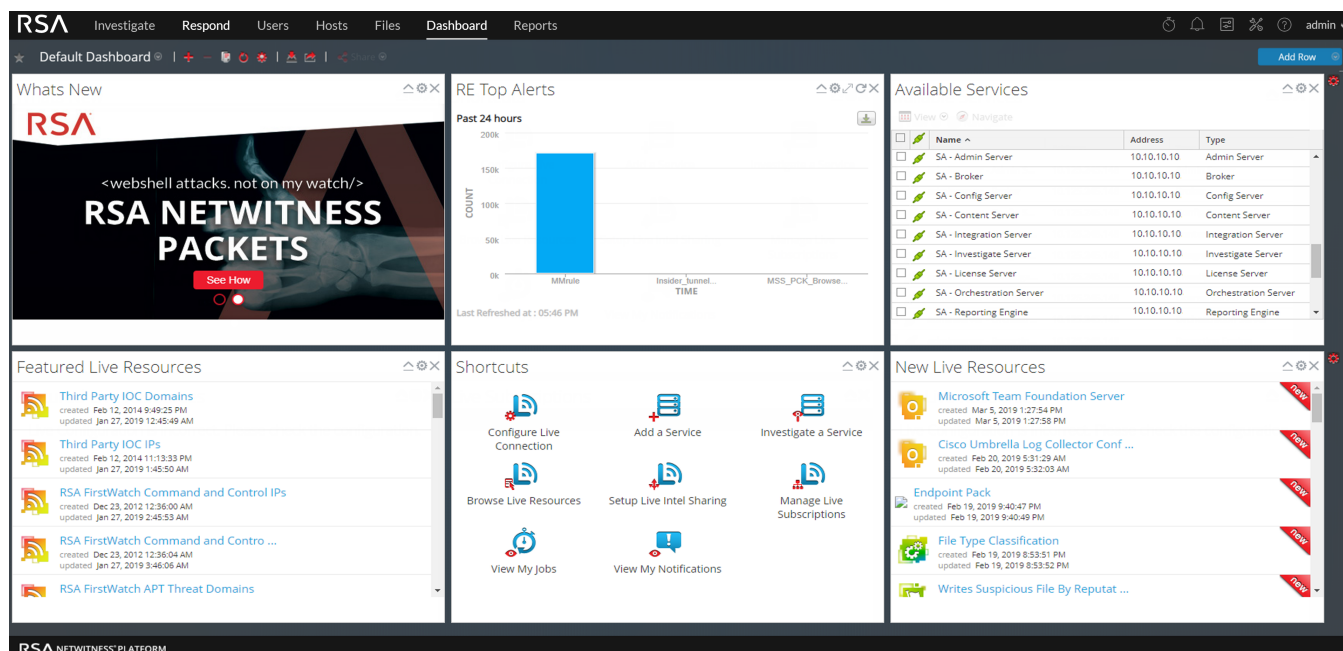 RSA Investigate Respond Users Hosts Files Dashboard Reports admin
Default Dashboard Share Add Row
Whats New
RSA
<webshell attacks. not on my watch/>
RSA NETWITNESS
PACKETS
See How
RE Top Alerts
Past 24 hours
200k
150k
100k
50k
0k
COUNT
MMrule Insider_tunnel... MSS_PCK_Browse...
TIME
Last Refreshed at : 05:46 PM
Available Services
View Navigate
Name Address Type
SA - Admin Server 10.10.10.10 Admin Server
SA - Broker 10.10.10.10 Broker
SA - Config Server 10.10.10.10 Config Server
SA - Content Server 10.10.10.10 Content Server
SA - Integration Server 10.10.10.10 Integration Server
SA - Investigate Server 10.10.10.10 Investigate Server
SA - License Server 10.10.10.10 License Server
SA - Orchestration Server 10.10.10.10 Orchestration Server
SA - Reporting Engine 10.10.10.10 Reporting Engine
Featured Live Resources
Third Party IOC Domains
created Feb 12, 2014 9:49:25 PM
updated Jan 27, 2019 12:45:49 AM
Third Party IOC IPs
created Feb 12, 2014 11:13:33 PM
updated Jan 27, 2019 1:45:50 AM
RSA FirstWatch Command and Control IPs
created Dec 23, 2012 12:36:00 AM
updated Jan 27, 2019 2:45:53 AM
RSA FirstWatch Command and Contro ...
created Dec 23, 2012 12:36:04 AM
updated Jan 27, 2019 3:46:06 AM
RSA FirstWatch APT Threat Domains
Shortcuts
Configure Live
Connection
Add a Service
Investigate a Service
Browse Live Resources
Setup Live Intel Sharing
Manage Live
Subscriptions
View My Jobs
View My Notifications
New Live Resources
Microsoft Team Foundation Server
created Mar 5, 2019 1:27:54 PM
updated Mar 5, 2019 1:27:58 PM
new
Cisco Umbrella Log Collector Conf ...
created Feb 20, 2019 5:31:29 AM
updated Feb 20, 2019 5:32:03 AM
new
Endpoint Pack
created Feb 19, 2019 9:40:47 PM
updated Feb 19, 2019 9:40:49 PM
new
File Type Classification
created Feb 19, 2019 8:53:51 PM
updated Feb 19, 2019 8:53:52 PM
new
Writes Suspicious File By Reputat ...
new
RSA NETWITNESS PLATFORM